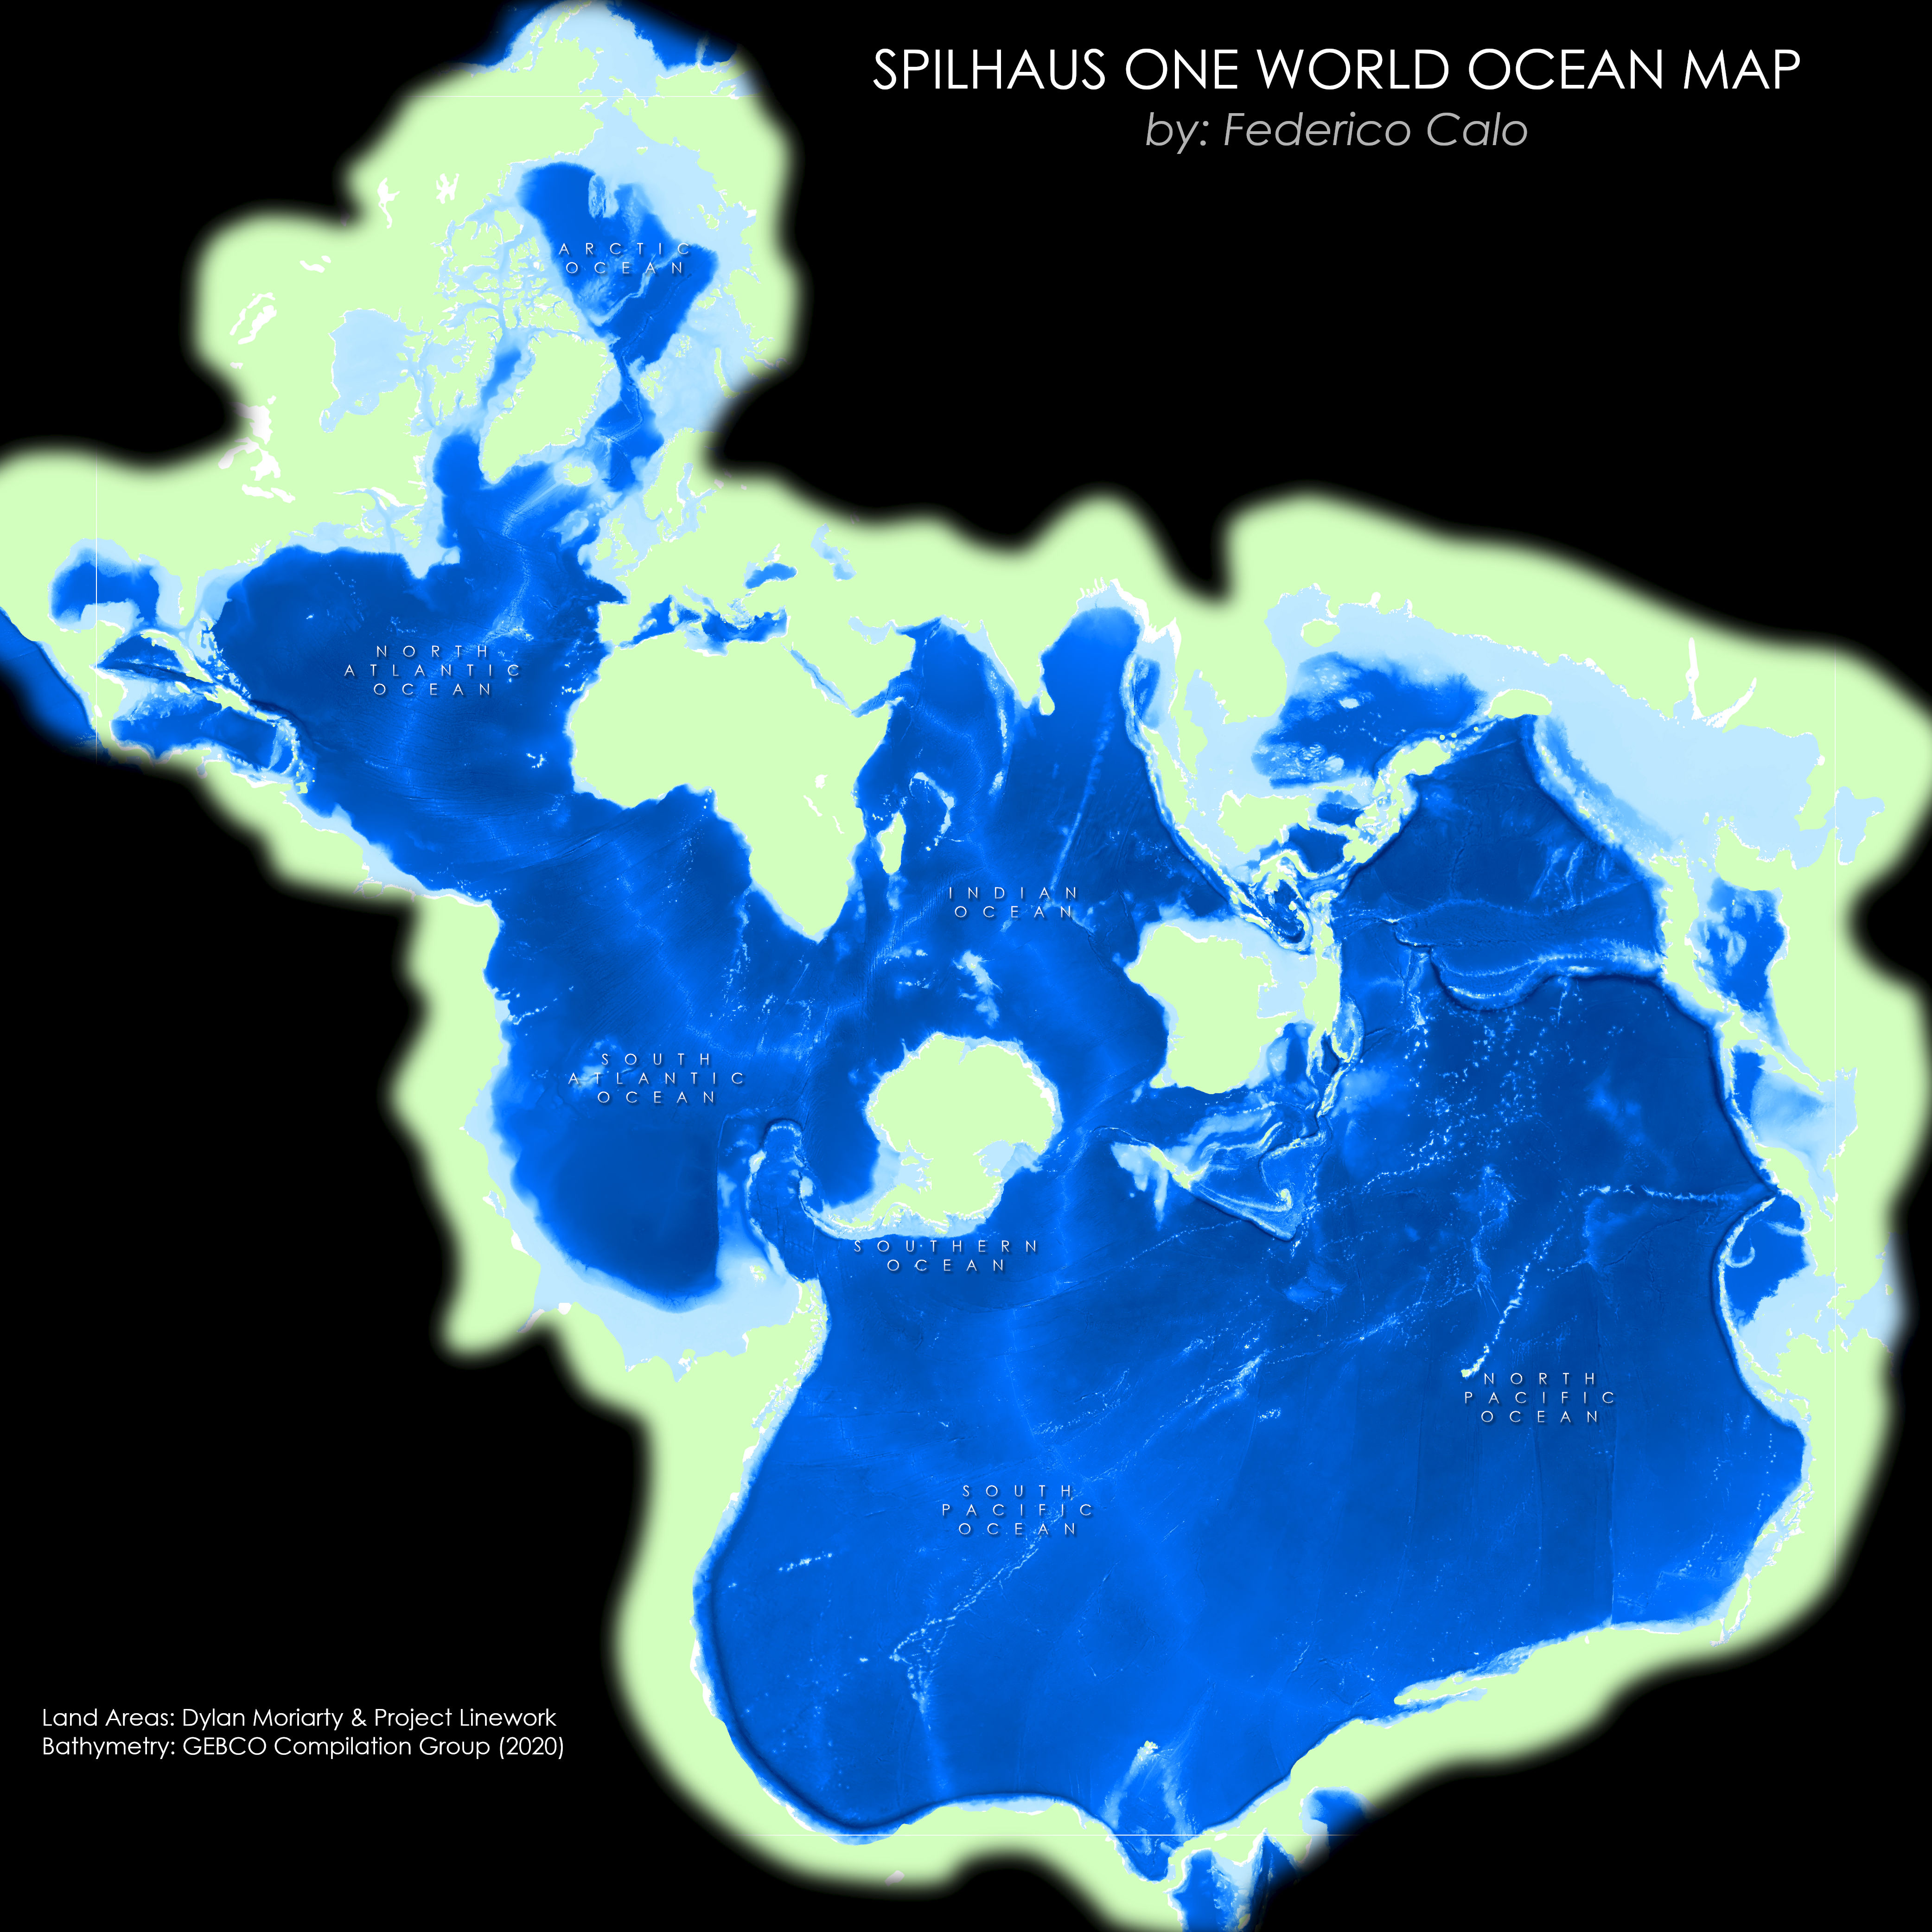 SPILHAUS ONE WORLD OCEAN MAP
by: Federico Calo
ARCTIC
OCEAN
NORTH
ATLANTIC
OCEAN
INDIAN
OCEAN
SOUTH
ATLANTIC
OCEAN
SOUTHERN
OCEAN
NORTH
PACIFIC
OCEAN
SOUTH
PACIFIC
OCEAN
Land Areas: Dylan Moriarty & Project Linework
Bathymetry: GEBCO Compilation Group (2020)